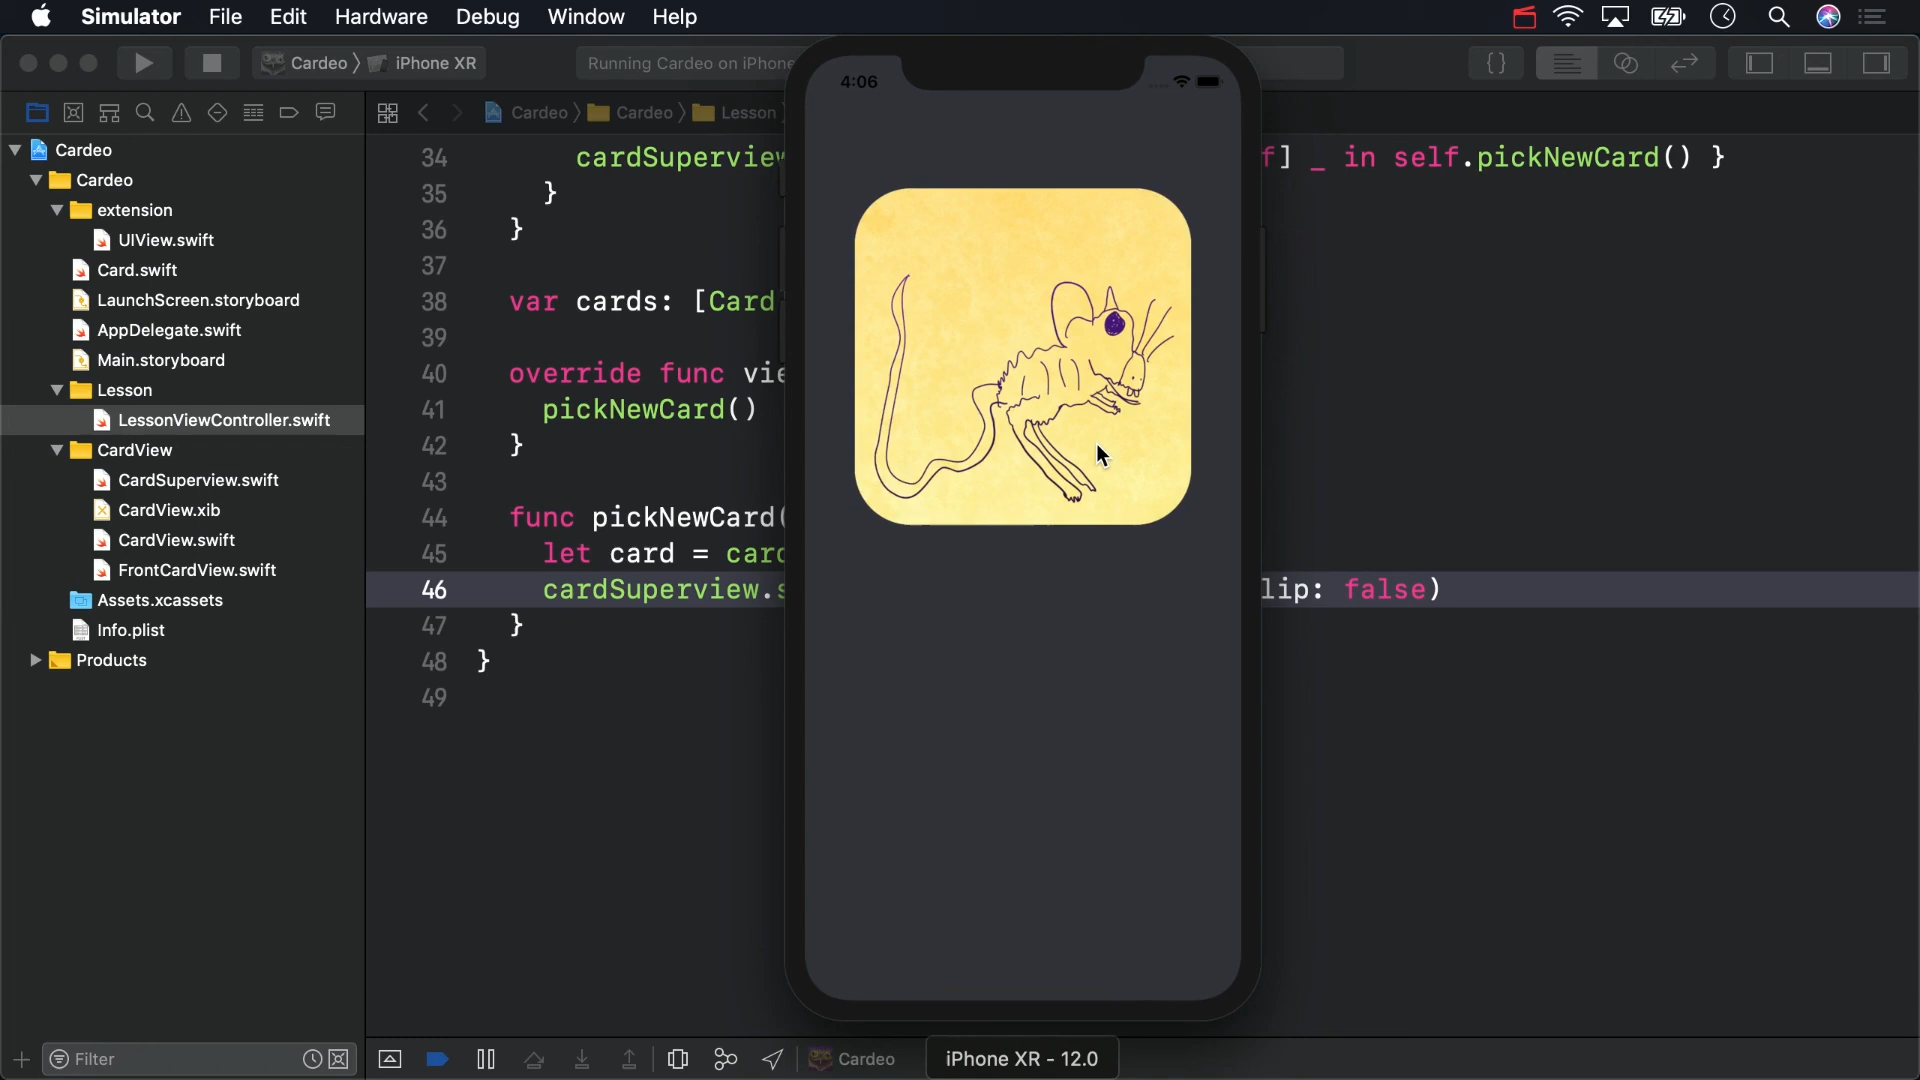 Simulator File Edit Hardware Debug Window Help
Cardeo iPhone XR Running Cardeo on iPhone
4:06
Cardeo Cardeo Lesson
Cardeo
Cardeo
extension
UIView.swift
Card.swift
LaunchScreen.storyboard
AppDelegate.swift
Main.storyboard
Lesson
LessonViewController.swift
CardView
CardSuperview.swift
CardView.xib
CardView.swift
FrontCardView.swift
Assets.xcassets
Info.plist
Products
Filter
34 cardSuperview f] _ in self.pickNewCard() }
35 }
36 }
37
38 var cards: [Card
39
40 override func vie
41 pickNewCard()
42 }
43
44 func pickNewCard(
45 let card = card
46 cardSuperview.s lip: false)
47 }
48 }
49
Cardeo
iPhone XR - 12.0